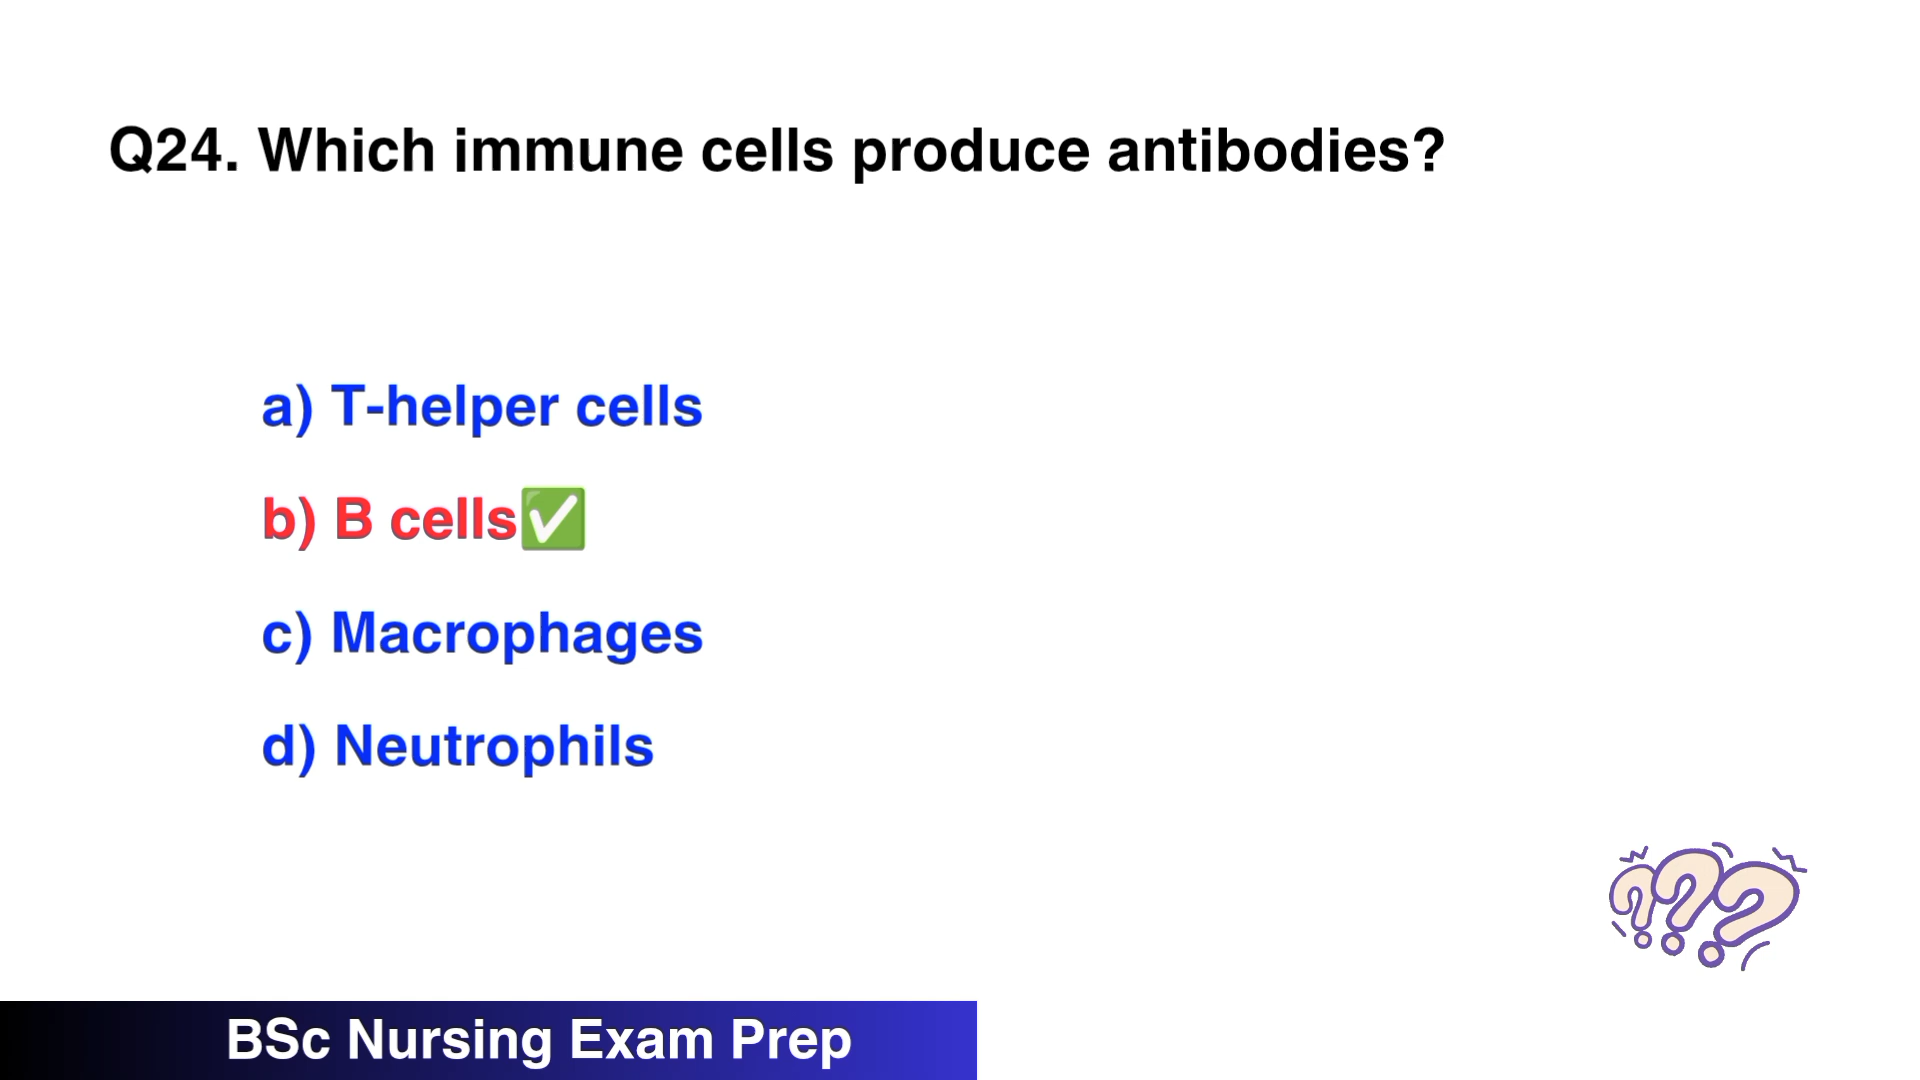 Q24. Which immune cells produce antibodies?
a) T-helper cells
b) B cells✅
c) Macrophages
d) Neutrophils
???
BSc Nursing Exam Prep